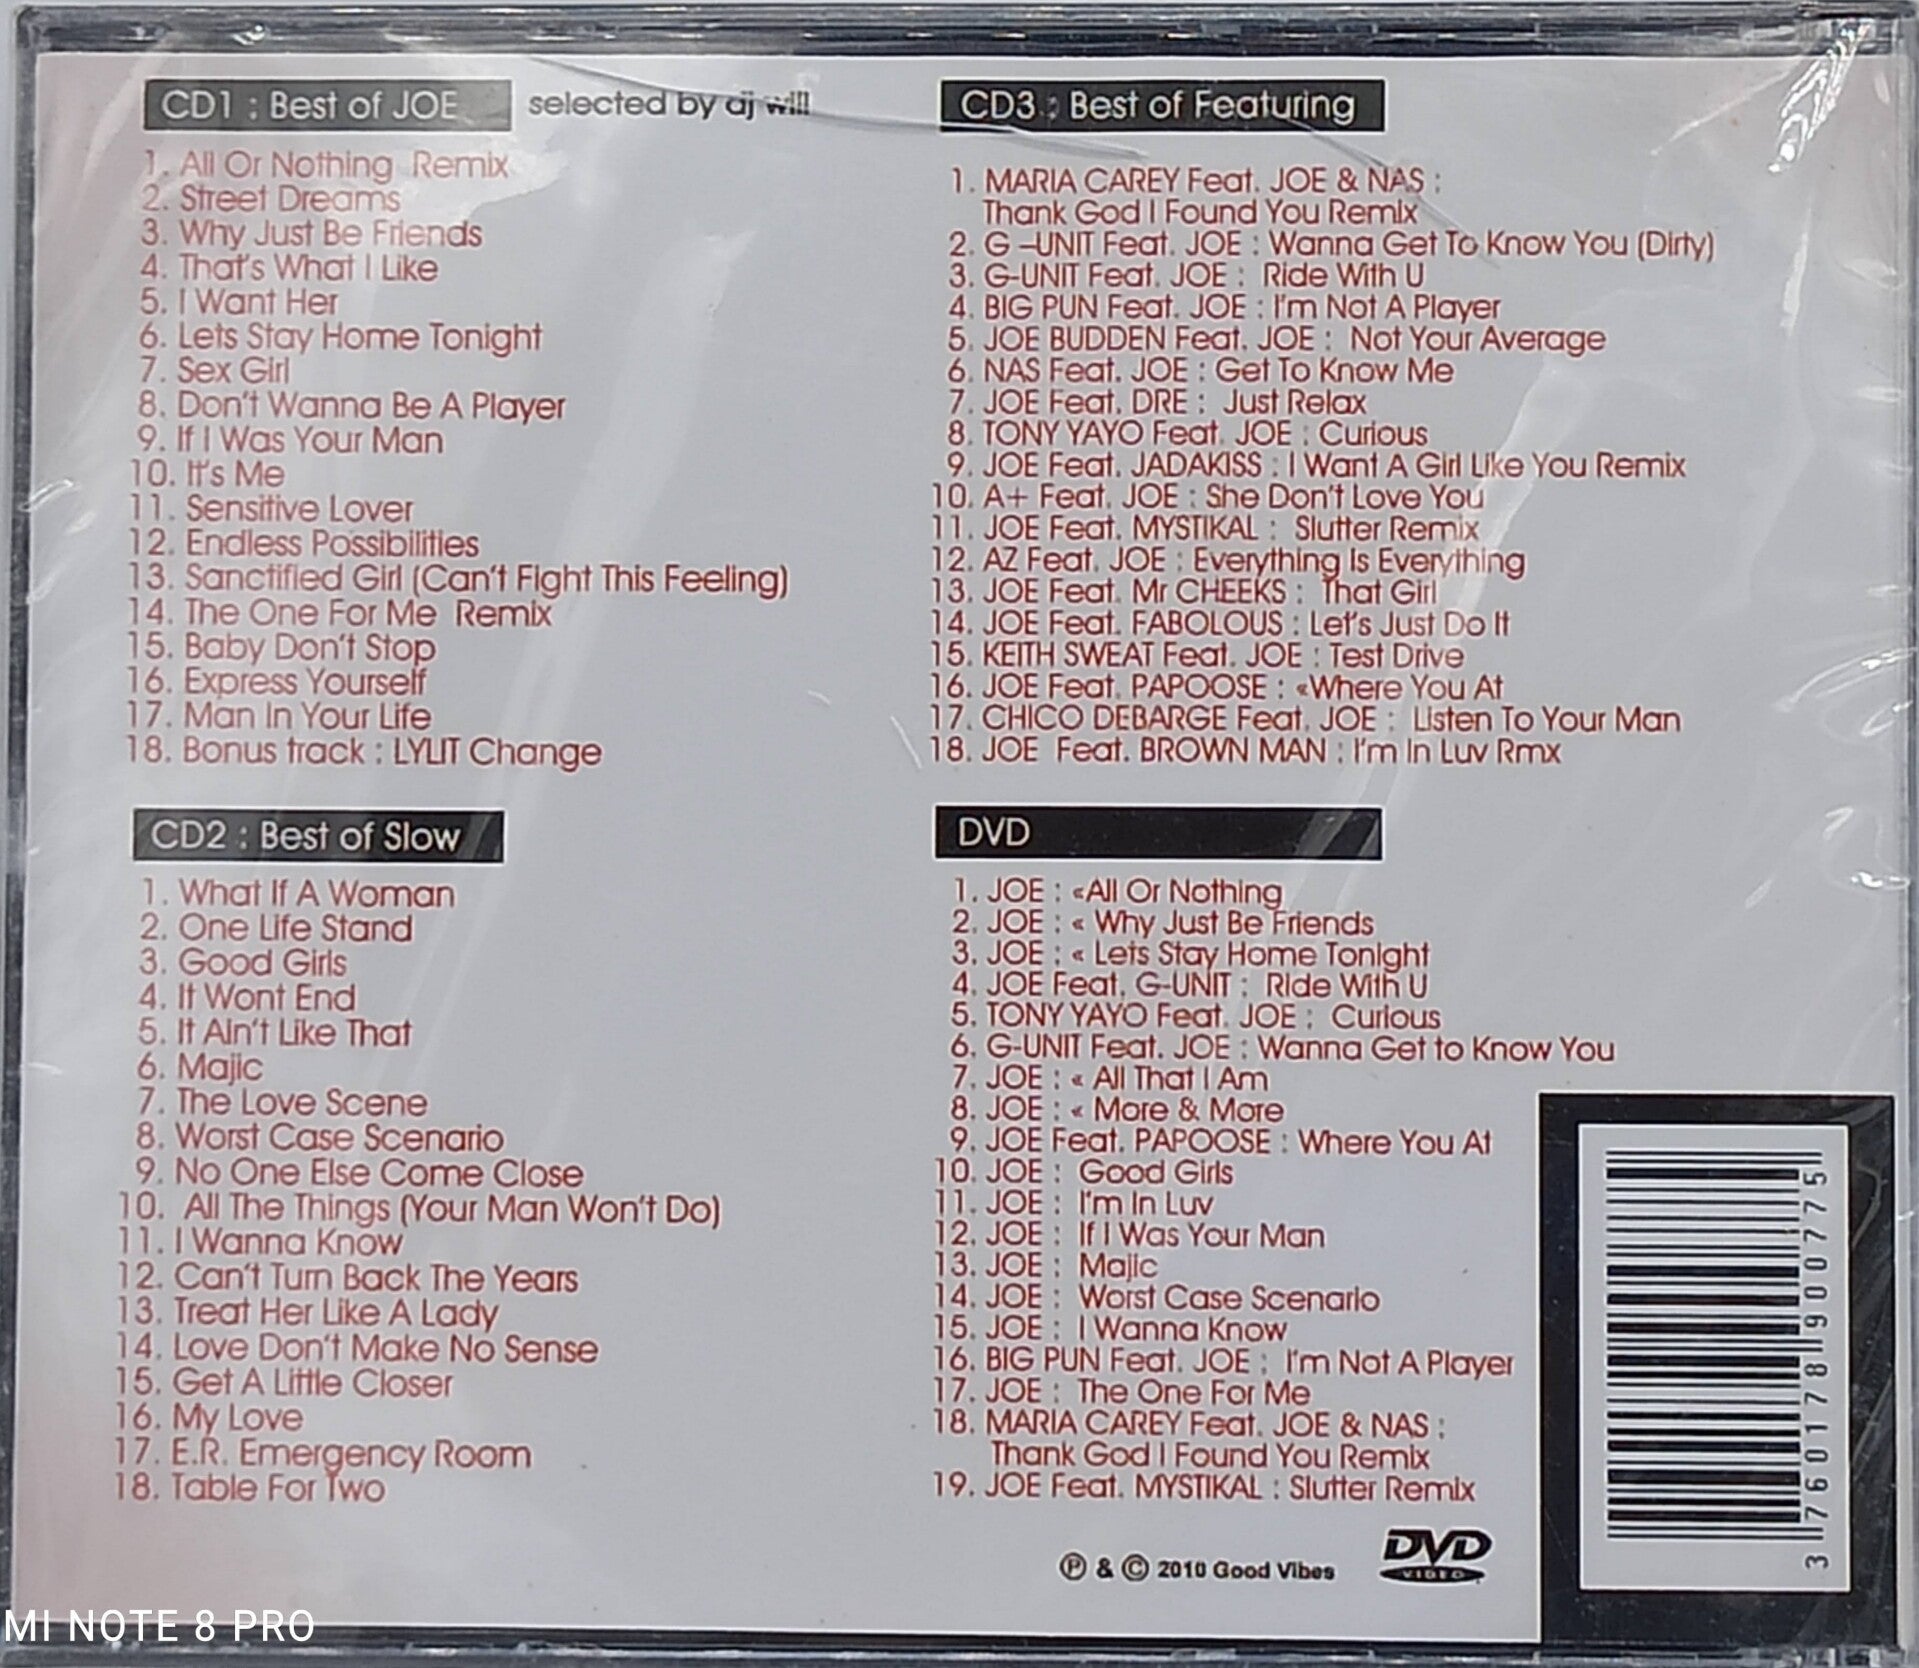 CD1 : Best of JOE selected by dj will
1. All Or Nothing Remix
2. Street Dreams
3. Why Just Be Friends
4. That's What I Like
5. I Want Her
6. Lets Stay Home Tonight
7. Sex Girl
8. Don't Wanna Be A Player
9. If I Was Your Man
10. It's Me
11. Sensitive Lover
12. Endless Possibilities
13. Sanctified Girl (Can't Fight This Feeling)
14. The One For Me Remix
15. Baby Don't Stop
16. Express Yourself
17. Man In Your Life
18. Bonus track : LYLIT Change
CD2 : Best of Slow
1. What If A Woman
2. One Life Stand
3. Good Girls
4. It Wont End
5. It Ain't Like That
6. Majic
7. The Love Scene
8. Worst Case Scenario
9. No One Else Come Close
10. All The Things (Your Man Won't Do)
11. I Wanna Know
12. Can't Turn Back The Years
13. Treat Her Like A Lady
14. Love Don't Make No Sense
15. Get A Little Closer
16. My Love
17. E.R. Emergency Room
18. Table For Two
CD3 : Best of Featuring
1. MARIA CAREY Feat. JOE & NAS :
Thank God I Found You Remix
2. G -UNIT Feat. JOE : Wanna Get To Know You (Dirty)
3. G-UNIT Feat. JOE : Ride With U
4. BIG PUN Feat. JOE : I'm Not A Player
5. JOE BUDDEN Feat. JOE : Not Your Average
6. NAS Feat. JOE : Get To Know Me
7. JOE Feat. DRE : Just Relax
8. TONY YAYO Feat. JOE : Curious
9. JOE Feat. JADAKISS : I Want A Girl Like You Remix
10. A+ Feat. JOE : She Don't Love You
11. JOE Feat. MYSTIKAL : Slutter Remix
12. AZ Feat. JOE : Everything Is Everything
13. JOE Feat. Mr CHEEKS : That Girl
14. JOE Feat. FABOLOUS : Let's Just Do It
15. KEITH SWEAT Feat. JOE : Test Drive
16. JOE Feat. PAPOOSE : «Where You At
17. CHICO DEBARGE Feat. JOE : Listen To Your Man
18. JOE Feat. BROWN MAN : I'm In Luv Rmx
DVD
1. JOE : «All Or Nothing
2. JOE : « Why Just Be Friends
3. JOE : « Lets Stay Home Tonight
4. JOE Feat. G-UNIT : Ride With U
5. TONY YAYO Feat. JOE : Curious
6. G-UNIT Feat. JOE : Wanna Get to Know You
7. JOE : « All That I Am
8. JOE : « More & More
9. JOE Feat. PAPOOSE : Where You At
10. JOE : Good Girls
11. JOE : I'm In Luv
12. JOE : If I Was Your Man
13. JOE : Majic
14. JOE : Worst Case Scenario
15. JOE : I Wanna Know
16. BIG PUN Feat. JOE : I'm Not A Player
17. JOE : The One For Me
18. MARIA CAREY Feat. JOE & NAS :
Thank God I Found You Remix
19. JOE Feat. MYSTIKAL : Slutter Remix
Ⓟ & © 2010 Good Vibes
DVD
VIDEO
3 760178 900775
MI NOTE 8 PRO